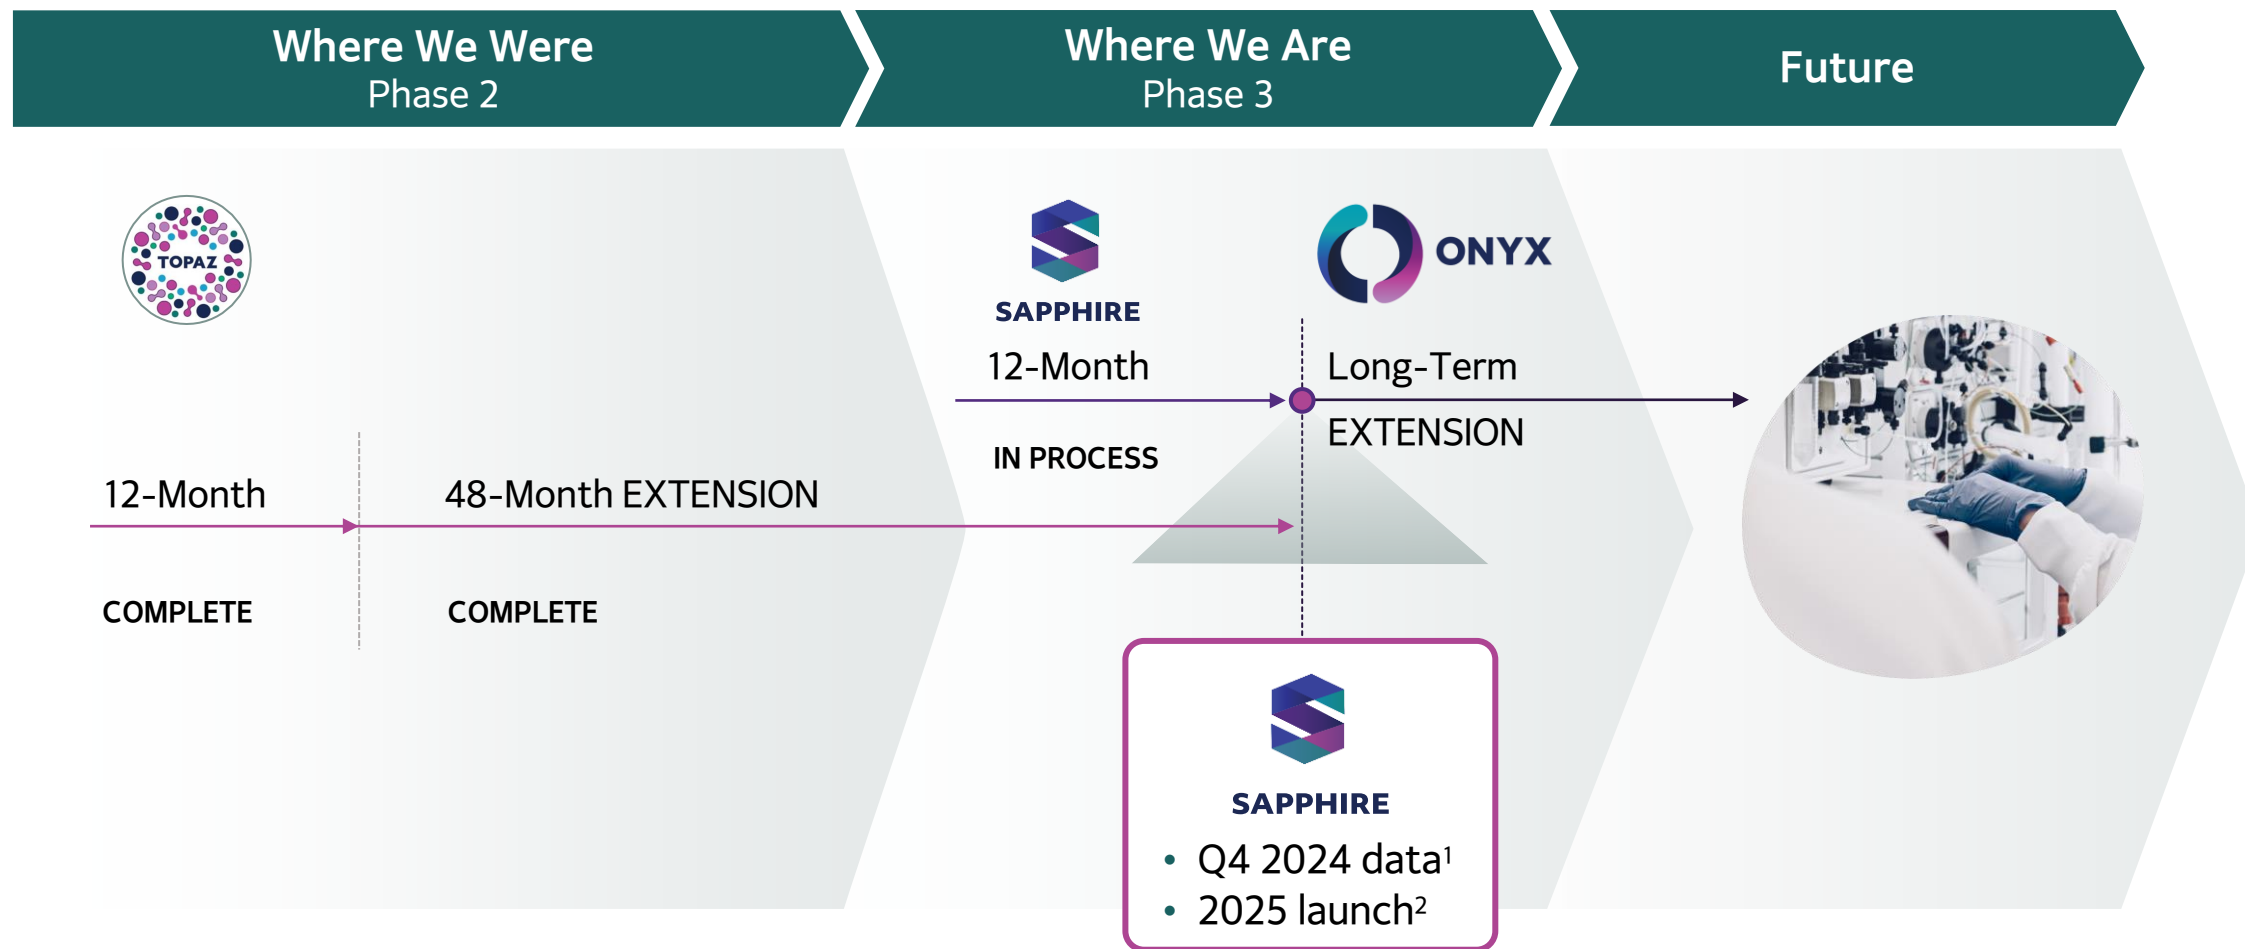 Where We Were
Phase 2
Where We Are
Phase 3
Future
TOPAZ
12-Month
48-Month EXTENSION
COMPLETE
COMPLETE
SAPPHIRE
12-Month
IN PROCESS
ONYX
Long-Term
EXTENSION
SAPPHIRE
• Q4 2024 data¹
• 2025 launch²